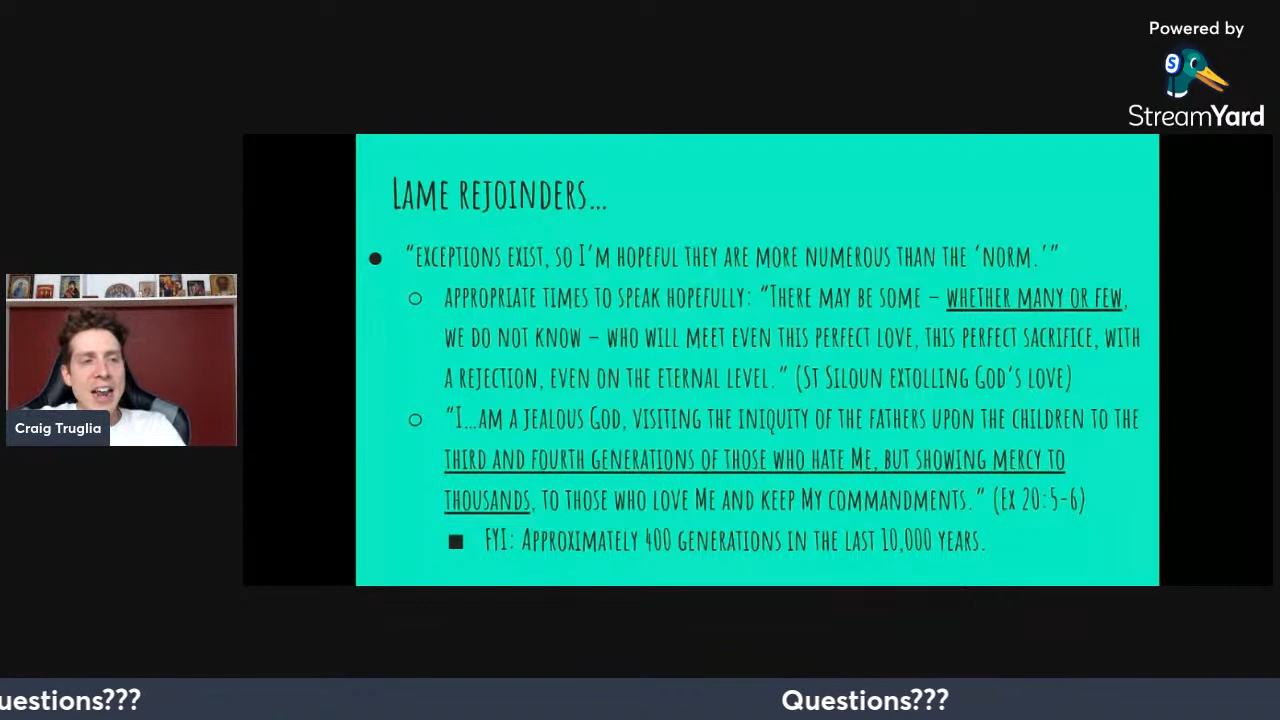 Powered by
StreamYard
Lame rejoinders…
● “exceptions exist, so I’m hopeful they are more numerous than the ‘norm.’”
○ appropriate times to speak hopefully: “There may be some – whether many or few,
we do not know – who will meet even this perfect love, this perfect sacrifice, with
a rejection, even on the eternal level.” (St Siloun extolling God’s love)
○ “I…am a jealous God, visiting the iniquity of the fathers upon the children to the
third and fourth generations of those who hate Me, but showing mercy to
thousands, to those who love Me and keep My commandments.” (Ex 20:5-6)
■ FYI: Approximately 400 generations in the last 10,000 years.
Craig Truglia
uestions???
Questions???